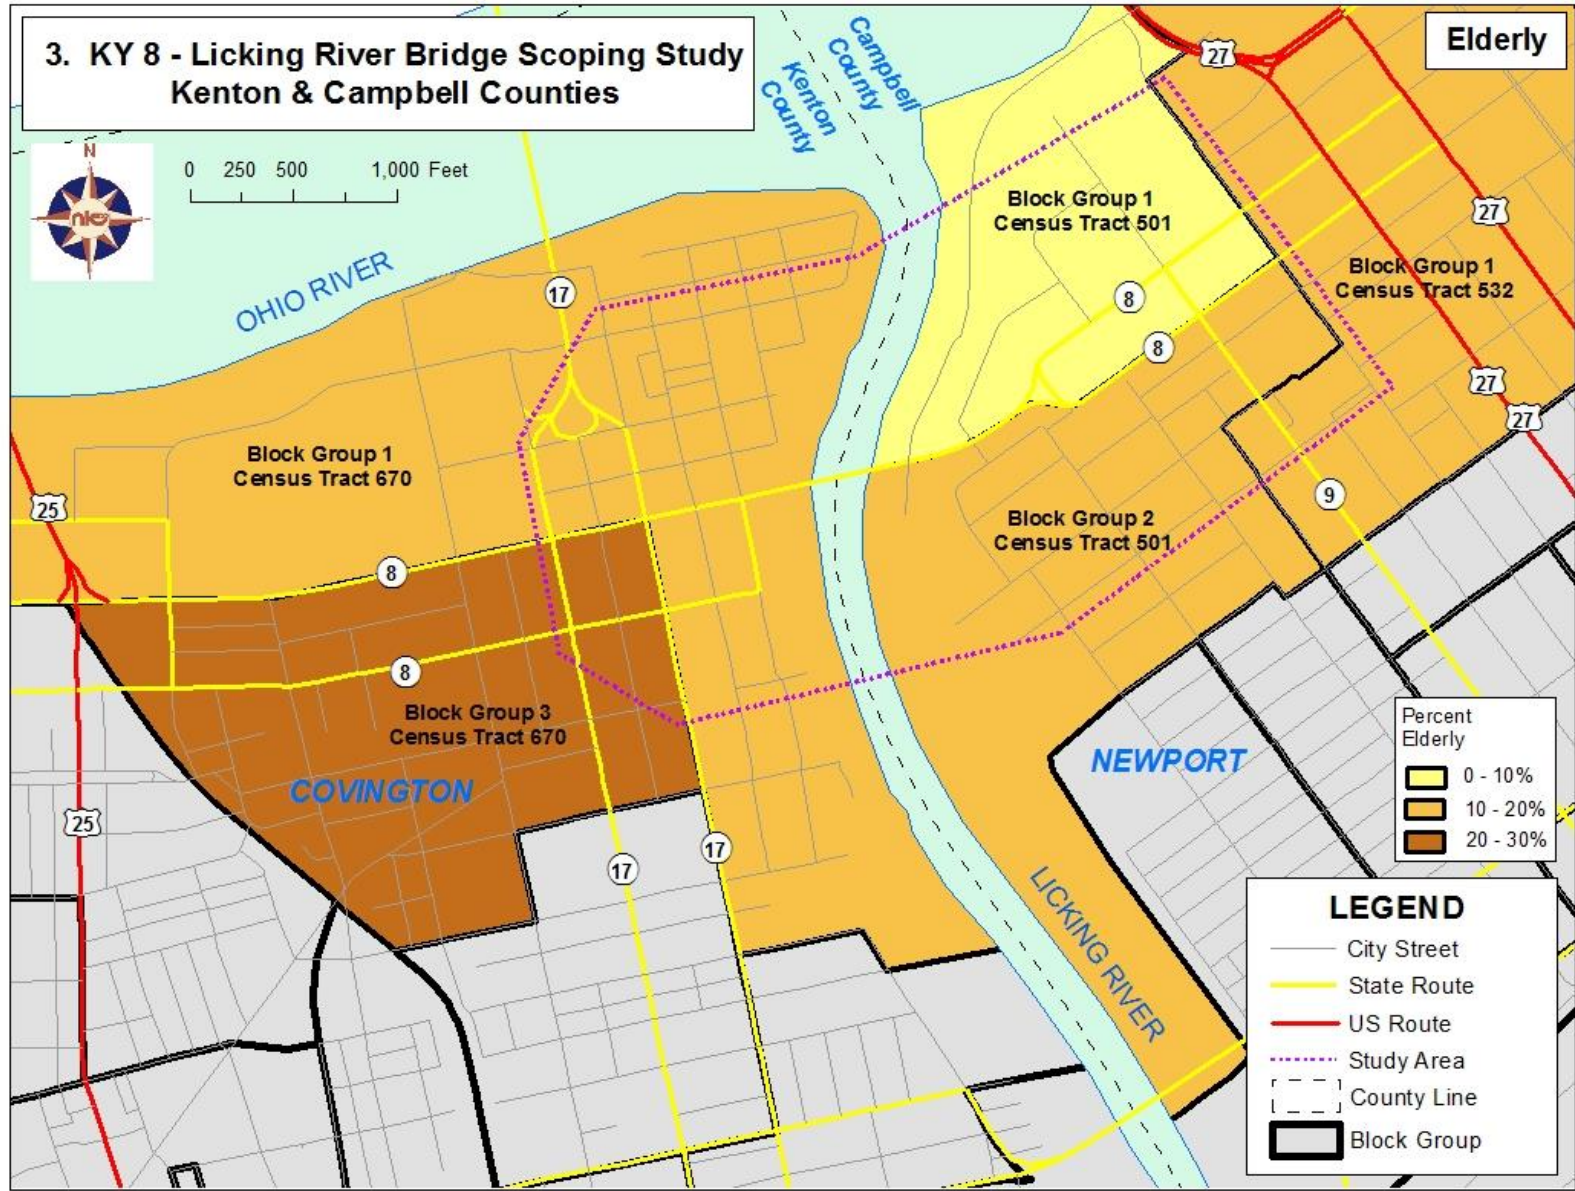 3. KY 8 - Licking River Bridge Scoping Study
Kenton & Campbell Counties
Elderly
N
nkc
0 250 500 1,000 Feet
Campbell
County
Kenton
County
27
OHIO RIVER
17
Block Group 1
Census Tract 501
27
Block Group 1
Census Tract 532
8
8
27
27
Block Group 1
Census Tract 670
25
9
Block Group 2
Census Tract 501
8
8
Block Group 3
Census Tract 670
COVINGTON
NEWPORT
25
17
17
LICKING RIVER
Percent
Elderly
0 - 10%
10 - 20%
20 - 30%
LEGEND
City Street
State Route
US Route
Study Area
County Line
Block Group